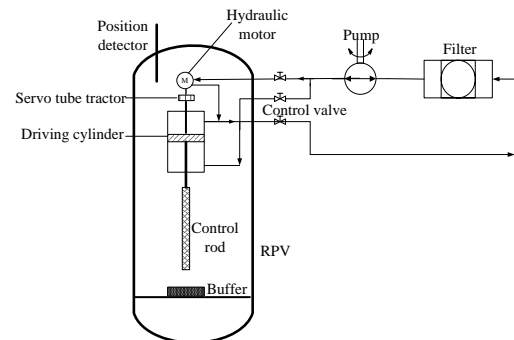 Hydraulic
motor
Position
detector
Pump
Filter
M
Servo tube tractor
Control valve
Driving cylinder
Control
rod
RPV
Buffer